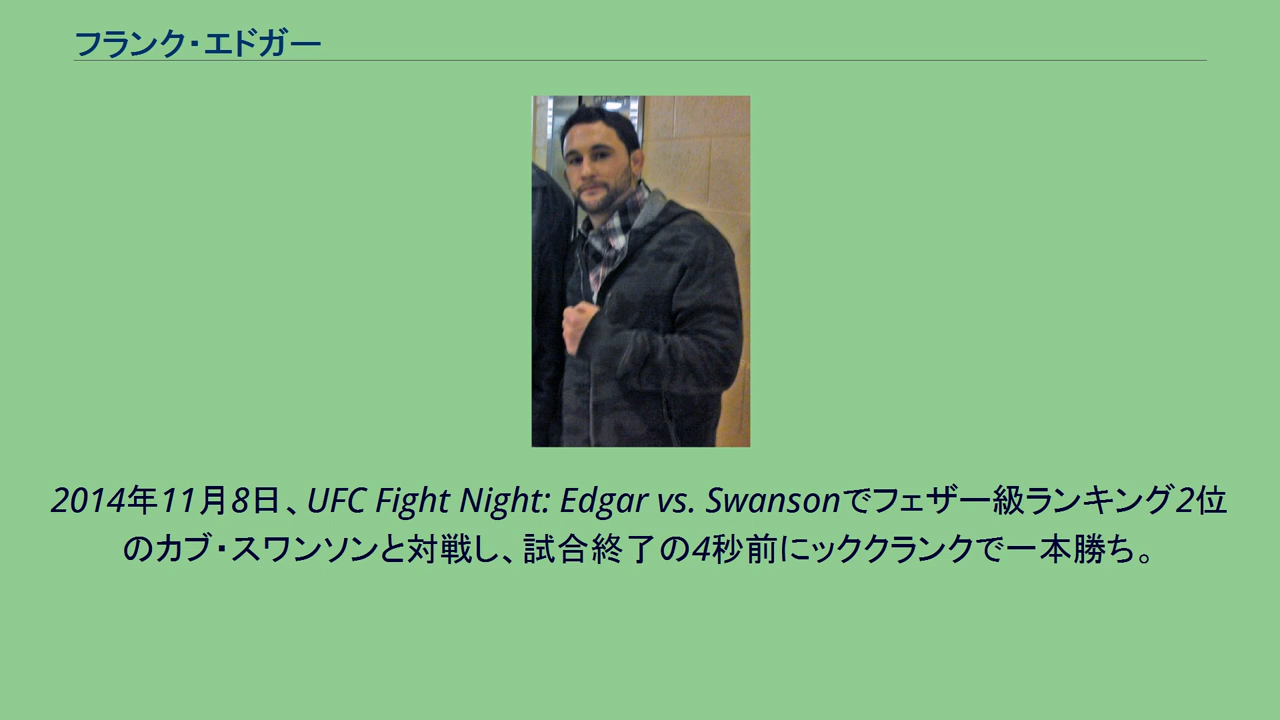 フランク・エドガー
2014年11月8日、UFC Fight Night: Edgar vs. Swansonでフェザー級ランキング2位
のカブ・スワンソンと対戦し、試合終了の4秒前にックククランクで一本勝ち。